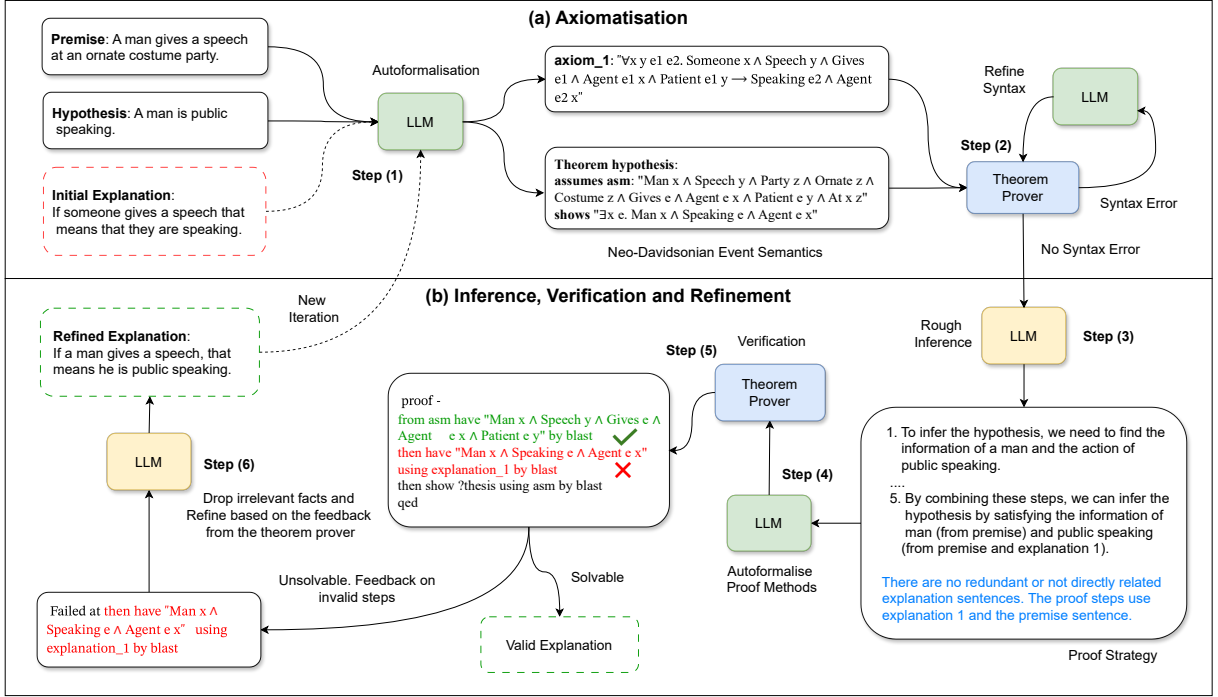 (a) Axiomatisation
Premise: A man gives a speech
at an ornate costume party.
Hypothesis: A man is public
speaking.
Initial Explanation:
If someone gives a speech that
means that they are speaking.
Autoformalisation
LLM
Step (1)
axiom_1: "∀x y e1 e2. Someone x ∧ Speech y ∧ Gives
e1 ∧ Agent e1 x ∧ Patient e1 y ⟶ Speaking e2 ∧ Agent
e2 x"
Theorem hypothesis:
assumes asm: "Man x ∧ Speech y ∧ Party z ∧ Ornate z ∧
Costume z ∧ Gives e ∧ Agent e x ∧ Patient e y ∧ At x z"
shows "∃x e. Man x ∧ Speaking e ∧ Agent e x"
Neo-Davidsonian Event Semantics
Refine
Syntax
LLM
Step (2)
Theorem
Prover
Syntax Error
No Syntax Error
(b) Inference, Verification and Refinement
New
Iteration
Rough
Inference
LLM
Step (3)
1. To infer the hypothesis, we need to find the
information of a man and the action of
public speaking.
....
5. By combining these steps, we can infer the
hypothesis by satisfying the information of
man (from premise) and public speaking
(from premise and explanation 1).
There are no redundant or not directly related
explanation sentences. The proof steps use
explanation 1 and the premise sentence.
Proof Strategy
Step (4)
LLM
Autoformalise
Proof Methods
Step (5)
Verification
Theorem
Prover
proof -
from asm have "Man x ∧ Speech y ∧ Gives e ∧
Agent e x ∧ Patient e y" by blast
then have "Man x ∧ Speaking e ∧ Agent e x"
using explanation_1 by blast
then show ?thesis using asm by blast
qed
Solvable
Valid Explanation
Unsolvable. Feedback on
invalid steps
Failed at then have "Man x ∧
Speaking e ∧ Agent e x" using
explanation_1 by blast
LLM
Step (6)
Drop irrelevant facts and
Refine based on the feedback
from the theorem prover
Refined Explanation:
If a man gives a speech, that
means he is public speaking.